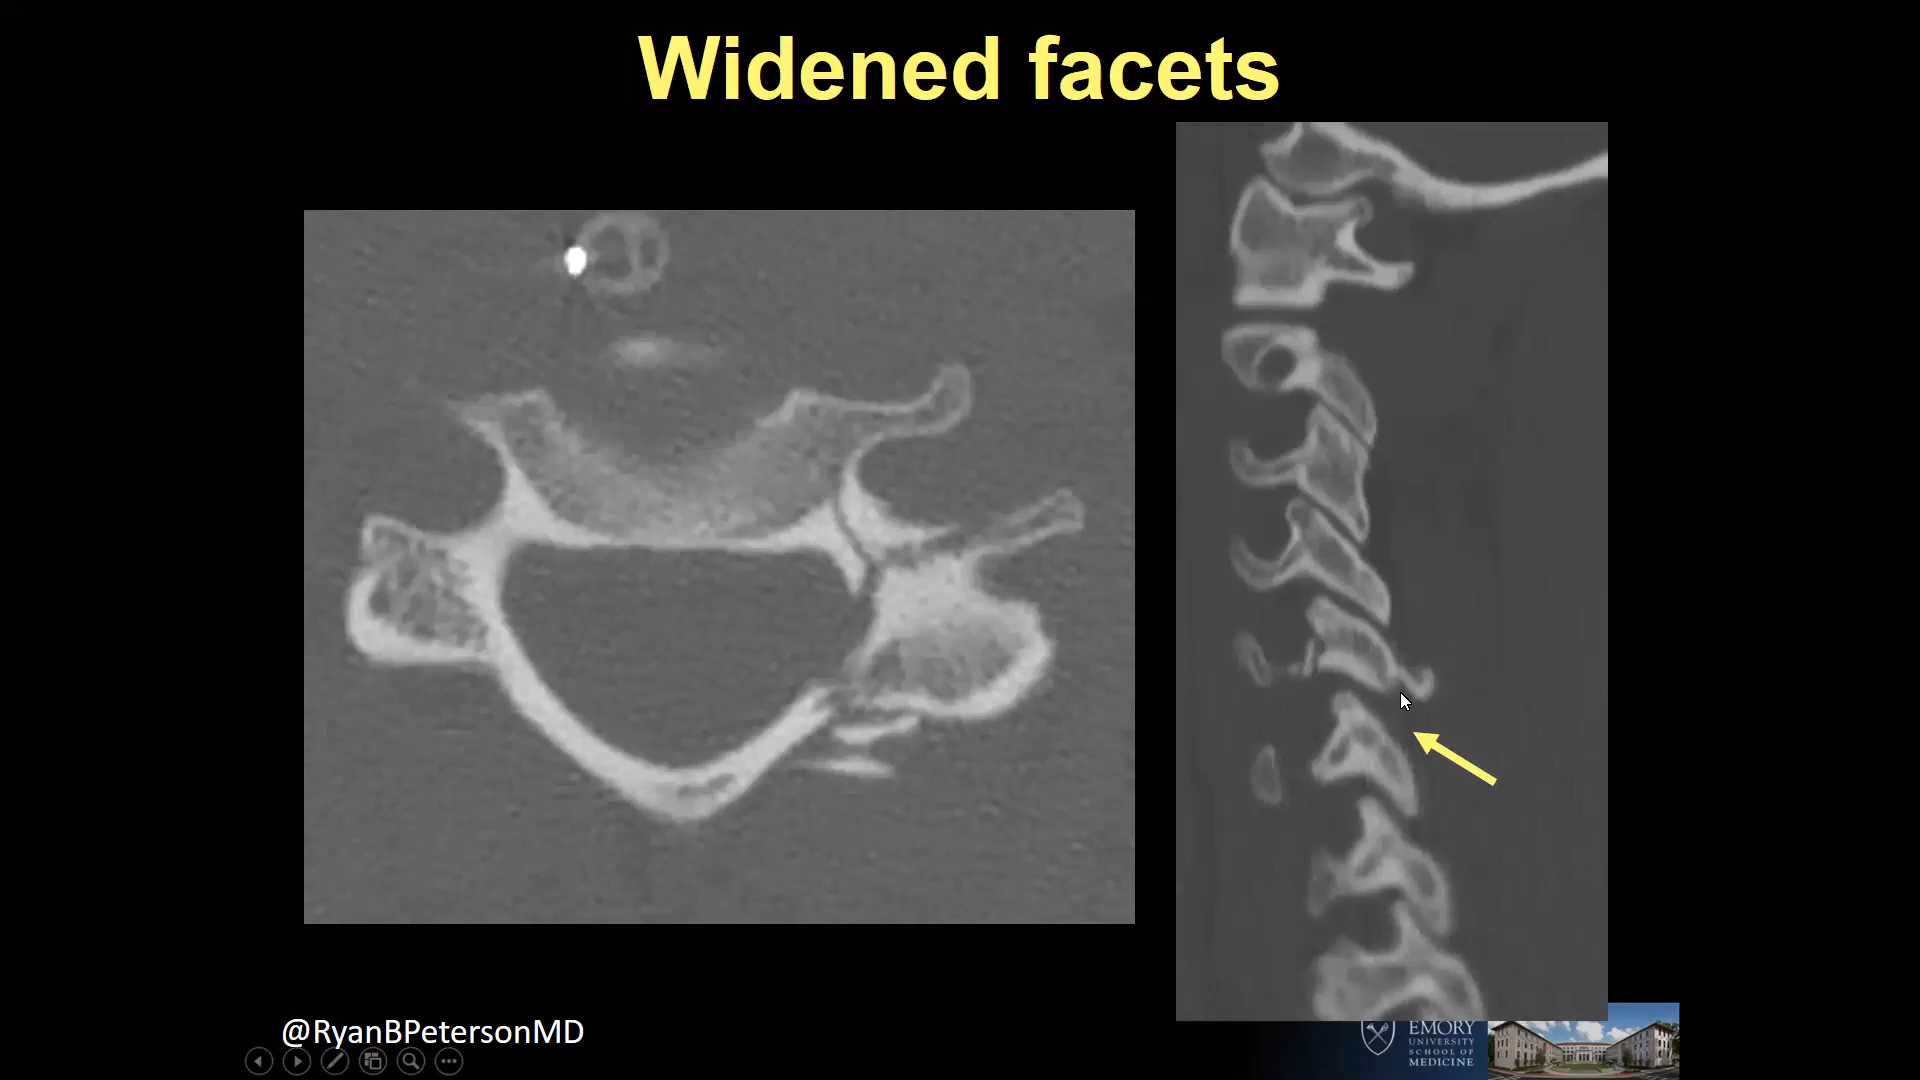 Widened facets
@RyanBPetersonMD
EMORY
UNIVERSITY
SCHOOL OF
MEDICINE